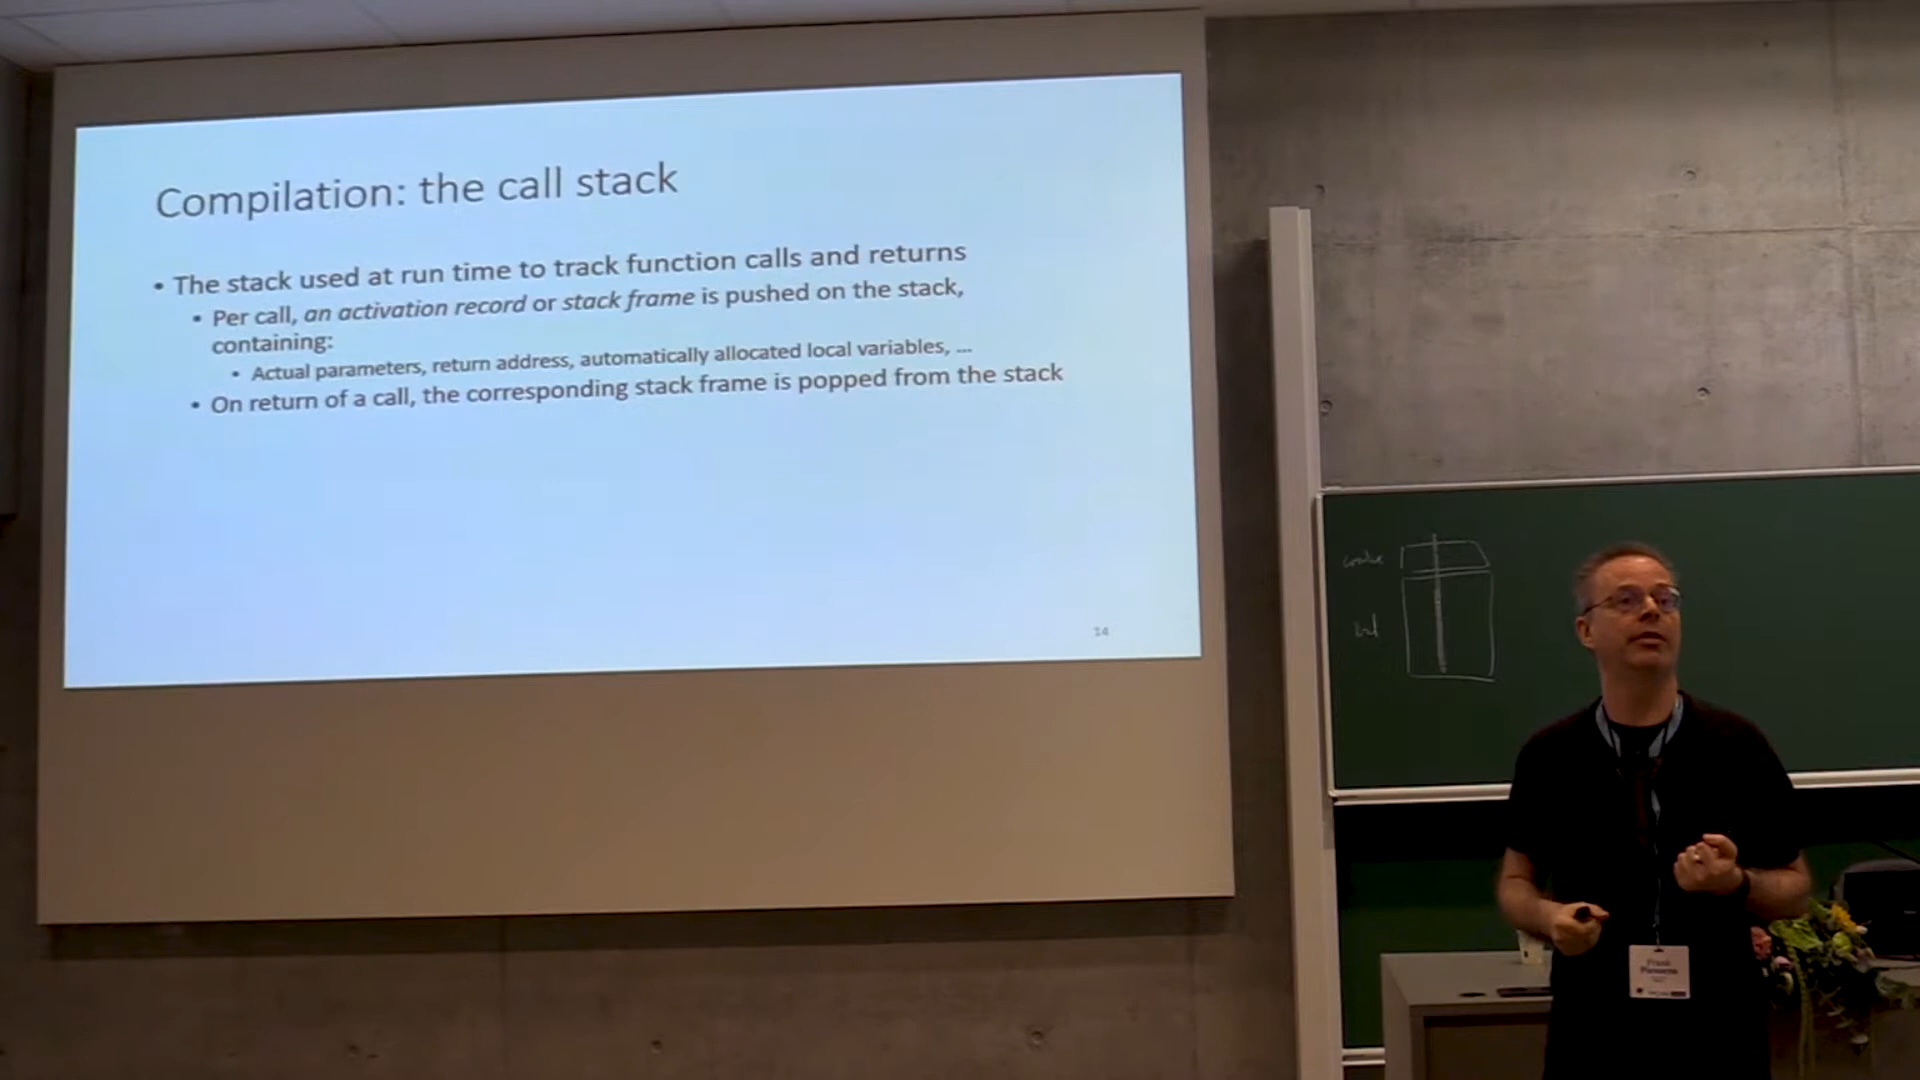 Compilation: the call stack
• The stack used at run time to track function calls and returns
• Per call, an activation record or stack frame is pushed on the stack,
containing:
• Actual parameters, return address, automatically allocated local variables, ...
• On return of a call, the corresponding stack frame is popped from the stack
14
Frank
Piessens